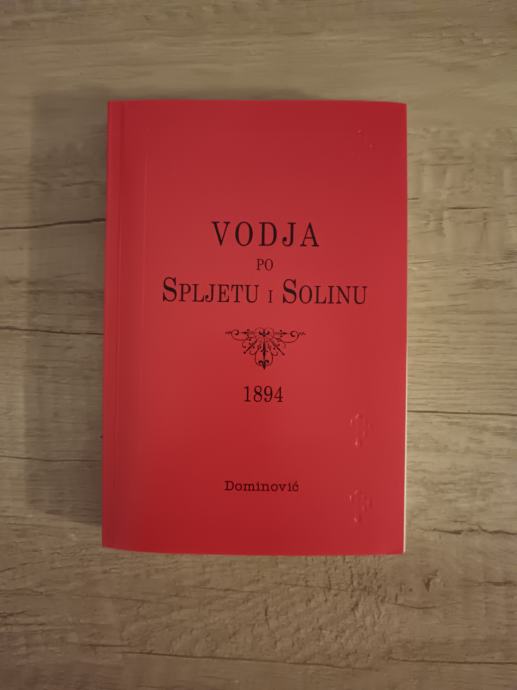 VODJA
PO
SPLJETU I SOLINU
1894
Dominović